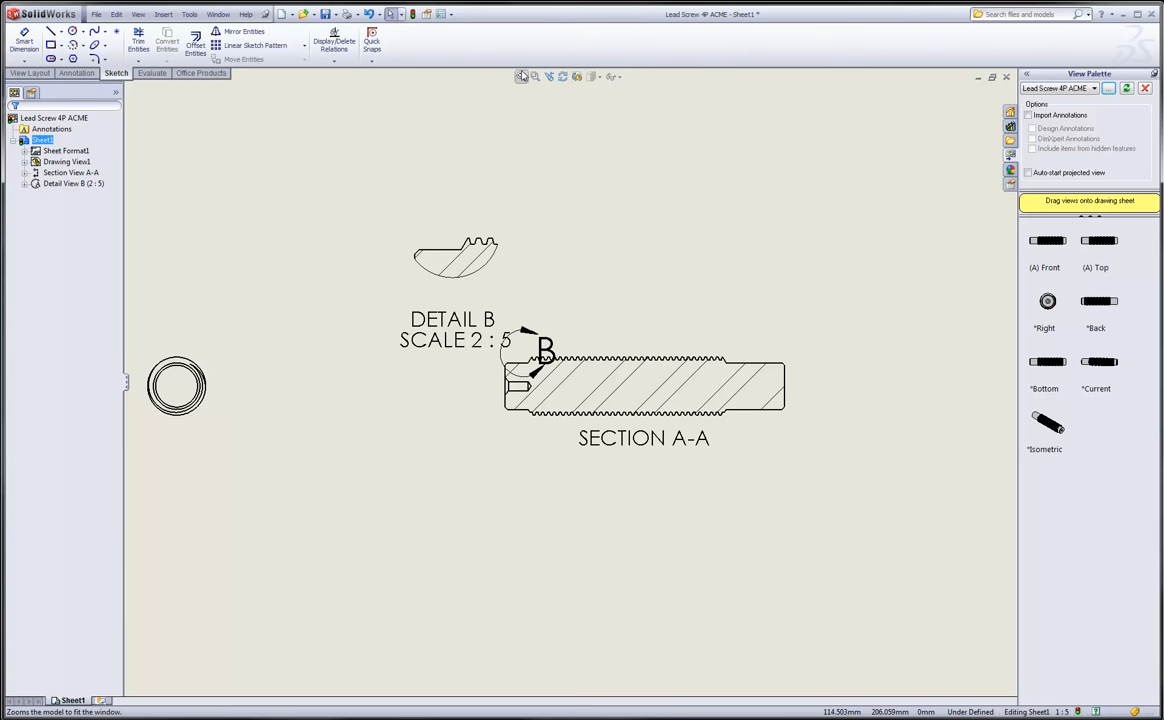 SolidWorks File Edit View Insert Tools Window Help
Lead Screw 4P ACME - Sheet1 *
Search files and models
Smart Dimension
Trim Entities
Convert Entities
Offset Entities
Mirror Entities
Linear Sketch Pattern
Move Entities
Display/Delete Relations
Quick Snaps
View Layout Annotation Sketch Evaluate Office Products
Lead Screw 4P ACME
Annotations
Sheet1
Sheet Format1
Drawing View1
Section View A-A
Detail View B (2 : 5)
DETAIL B
SCALE 2 : 5
B
SECTION A-A
View Palette
Lead Screw 4P ACME
Options
Import Annotations
Design Annotations
DimXpert Annotations
Include items from hidden features
Auto-start projected view
Drag views onto drawing sheet
(A) Front (A) Top
*Right *Back
*Bottom *Current
*Isometric
Sheet1
Zooms the model to fit the window.
114.503mm 206.059mm 0mm Under Defined Editing Sheet1 1 : 5